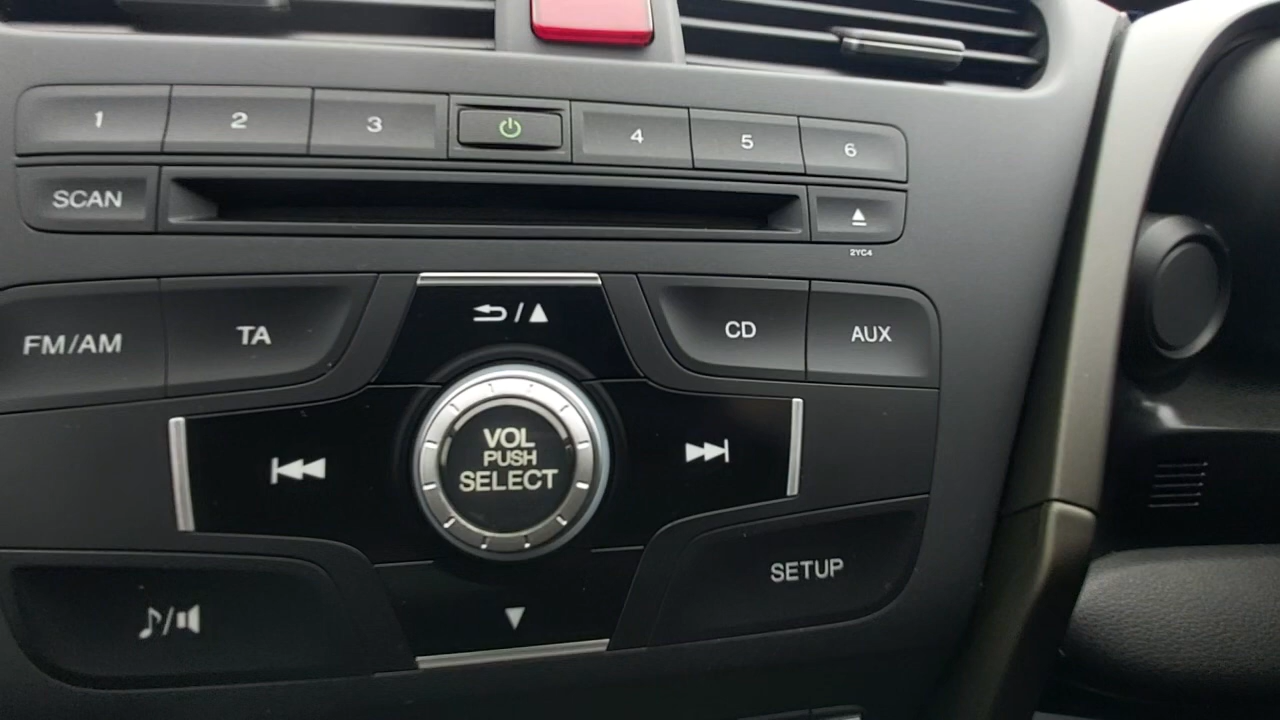 1 2 3 4 5 6
SCAN
2YC4
FM/AM TA CD AUX
VOL
PUSH
SELECT
SETUP